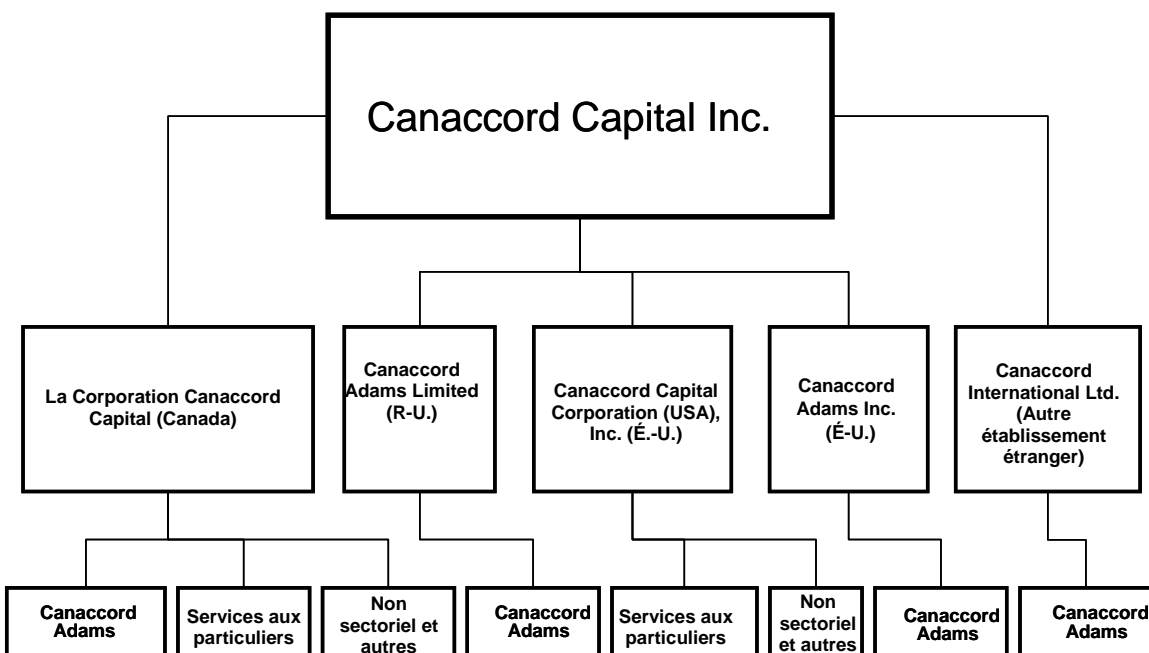 Canaccord Capital Inc.
La Corporation Canaccord
Capital (Canada)
Canaccord
Adams Limited
(R-U.)
Canaccord Capital
Corporation (USA),
Inc. (É.-U.)
Canaccord
Adams Inc.
(É-U.)
Canaccord
International Ltd.
(Autre
établissement
étranger)
Canaccord
Adams
Services aux
particuliers
Non
sectoriel et
autres
Canaccord
Adams
Services aux
particuliers
Non
sectoriel
et autres
Canaccord
Adams
Canaccord
Adams